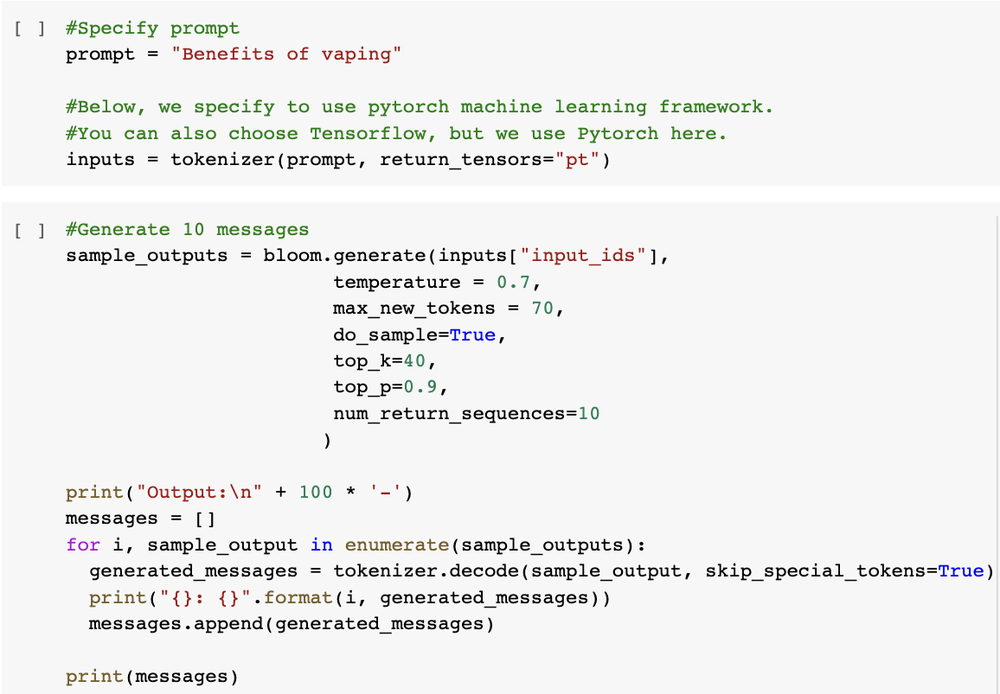 [ ] #Specify prompt
prompt = "Benefits of vaping"
#Below, we specify to use pytorch machine learning framework.
#You can also choose Tensorflow, but we use Pytorch here.
inputs = tokenizer(prompt, return_tensors="pt")
[ ] #Generate 10 messages
sample_outputs = bloom.generate(inputs["input_ids"],
temperature = 0.7,
max_new_tokens = 70,
do_sample=True,
top_k=40,
top_p=0.9,
num_return_sequences=10
)
print("Output:\n" + 100 * '-')
messages = []
for i, sample_output in enumerate(sample_outputs):
generated_messages = tokenizer.decode(sample_output, skip_special_tokens=True)
print("{}: {}".format(i, generated_messages))
messages.append(generated_messages)
print(messages)